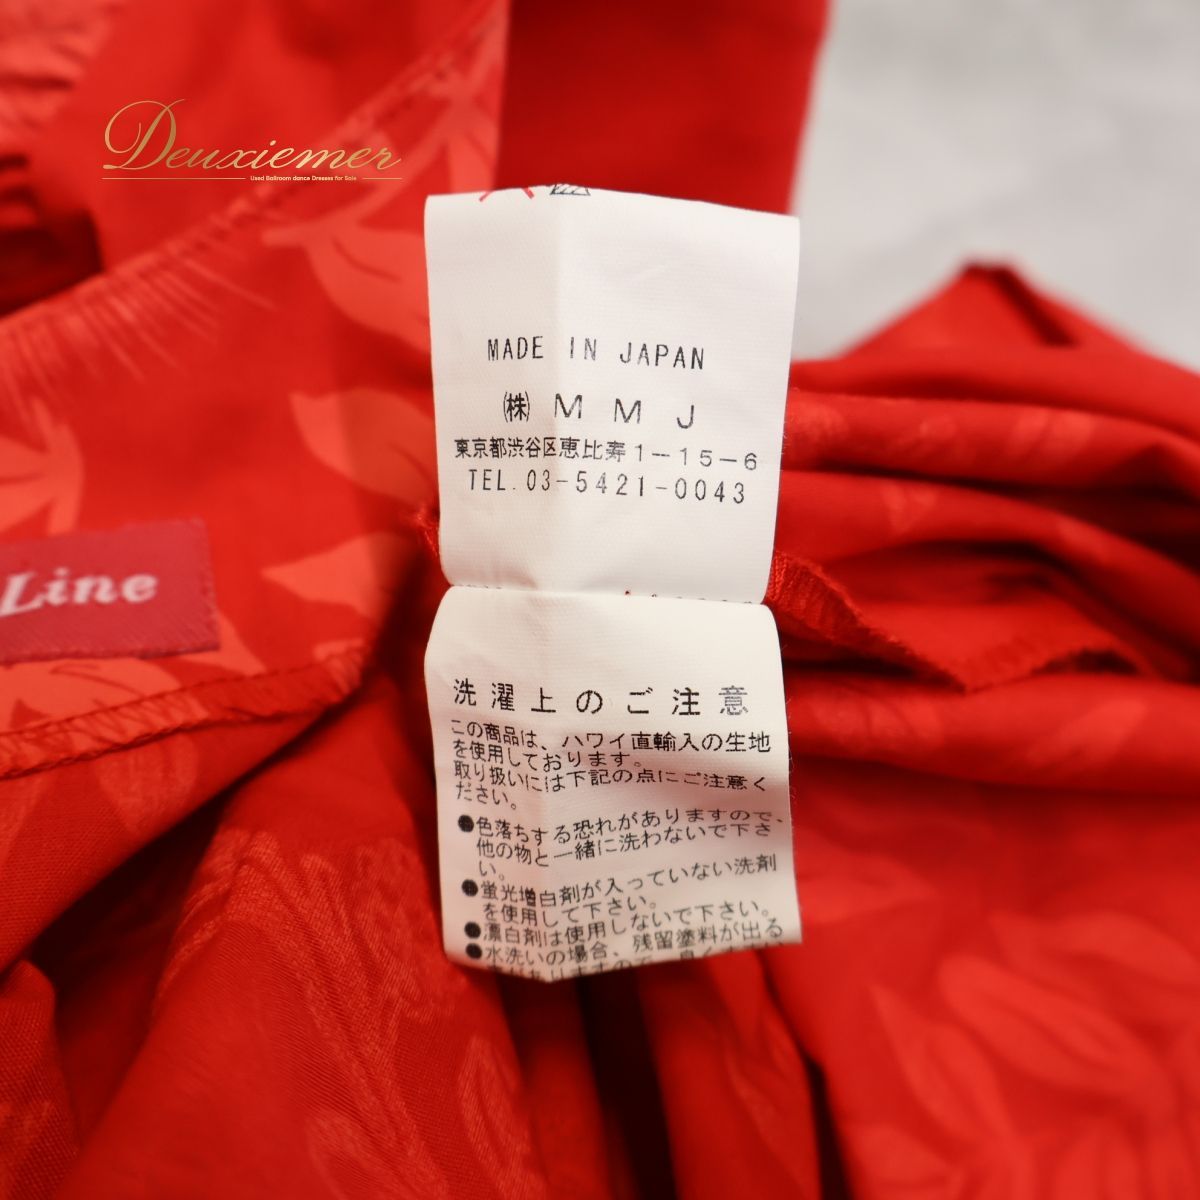 Deuxiemer
Used Ballroom dance Dresses for Sale
MADE IN JAPAN
㈱ M M J
東京都渋谷区恵比寿1-15-6
TEL.03-5421-0043
Line
洗濯上のご注意
この商品は、ハワイ直輸入の生地
を使用しております。
取り扱いには下記の点にご注意く
ださい。
●色落ちする恐れがありますので、
他の物と一緒に洗わないで下さ
い。
●蛍光増白剤が入っていない洗剤
を使用して下さい。
●漂白剤は使用しないで下さい。
●水洗いの場合、残留塗料が出る